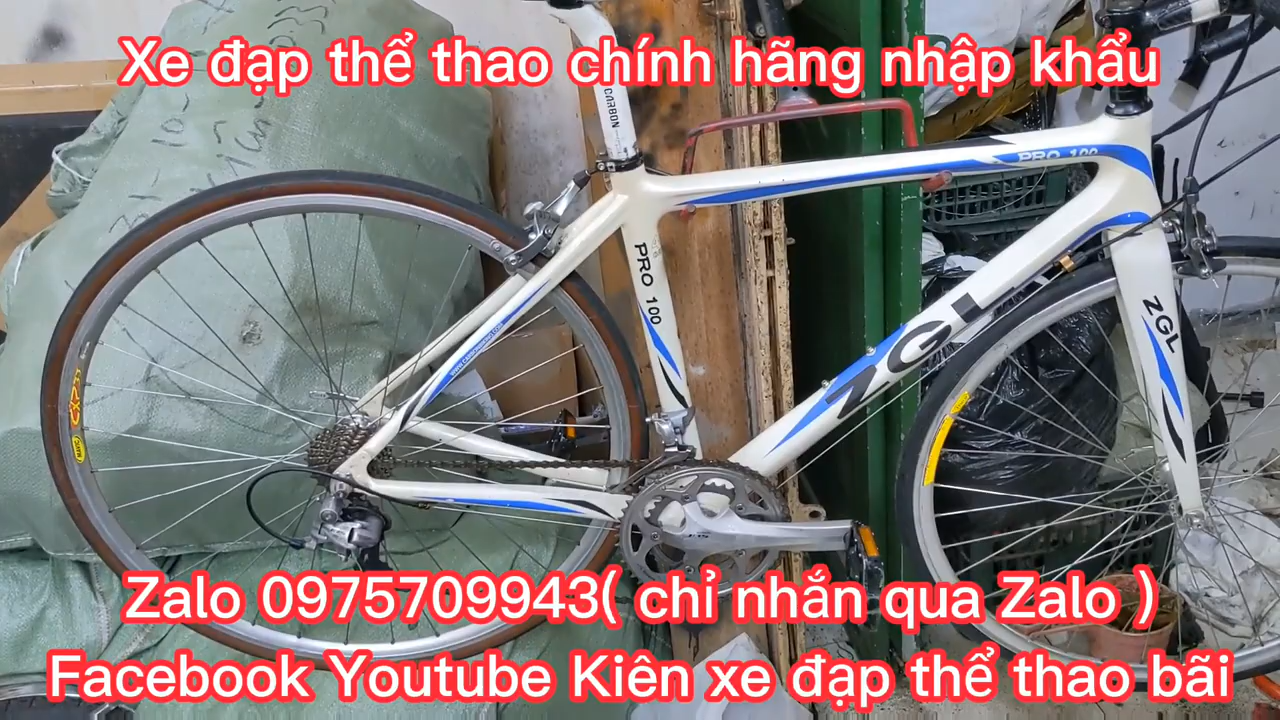 Xe đạp thể thao chính hãng nhập khẩu
CARBON
PRO 100
PRO 100
ZGL
ZGL
MAVIC
Zalo 0975709943( chỉ nhắn qua Zalo )
Facebook Youtube Kiên xe đạp thể thao bãi